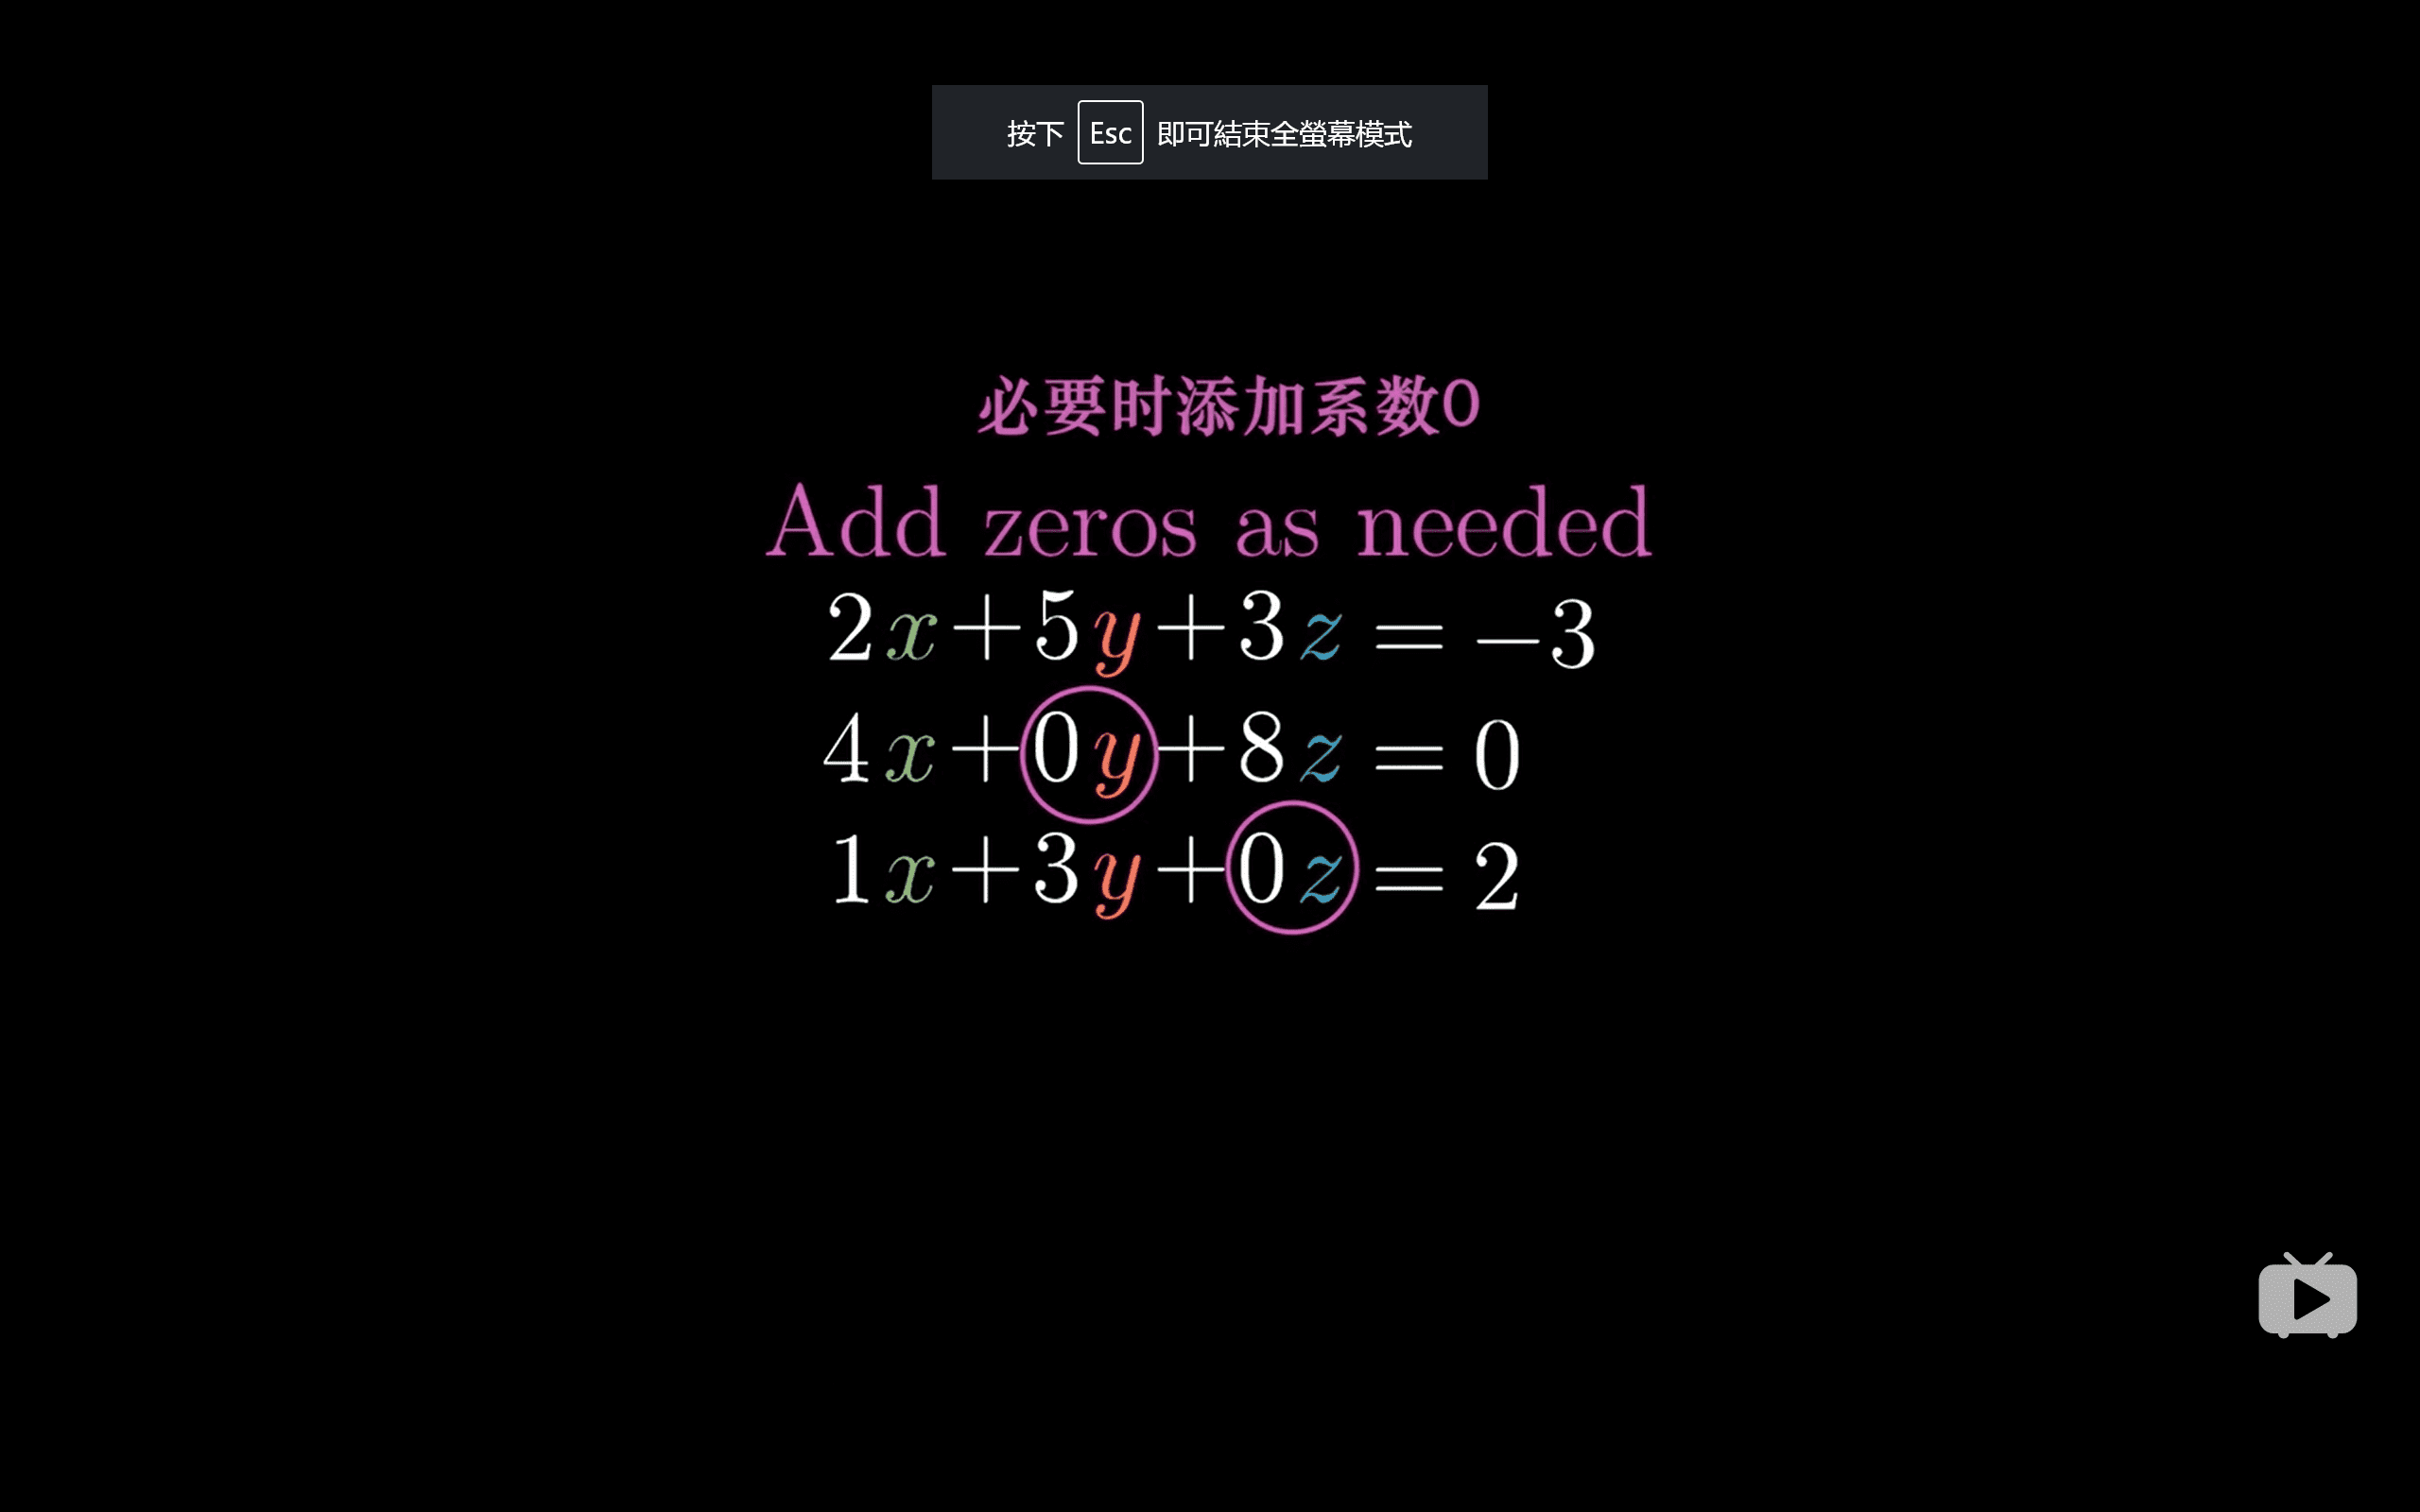 按下 Esc 即可結束全螢幕模式
必要时添加系数0
Add zeros as needed
2x+5y+3z=−3
4x+0y+8z=0
1x+3y+0z=2